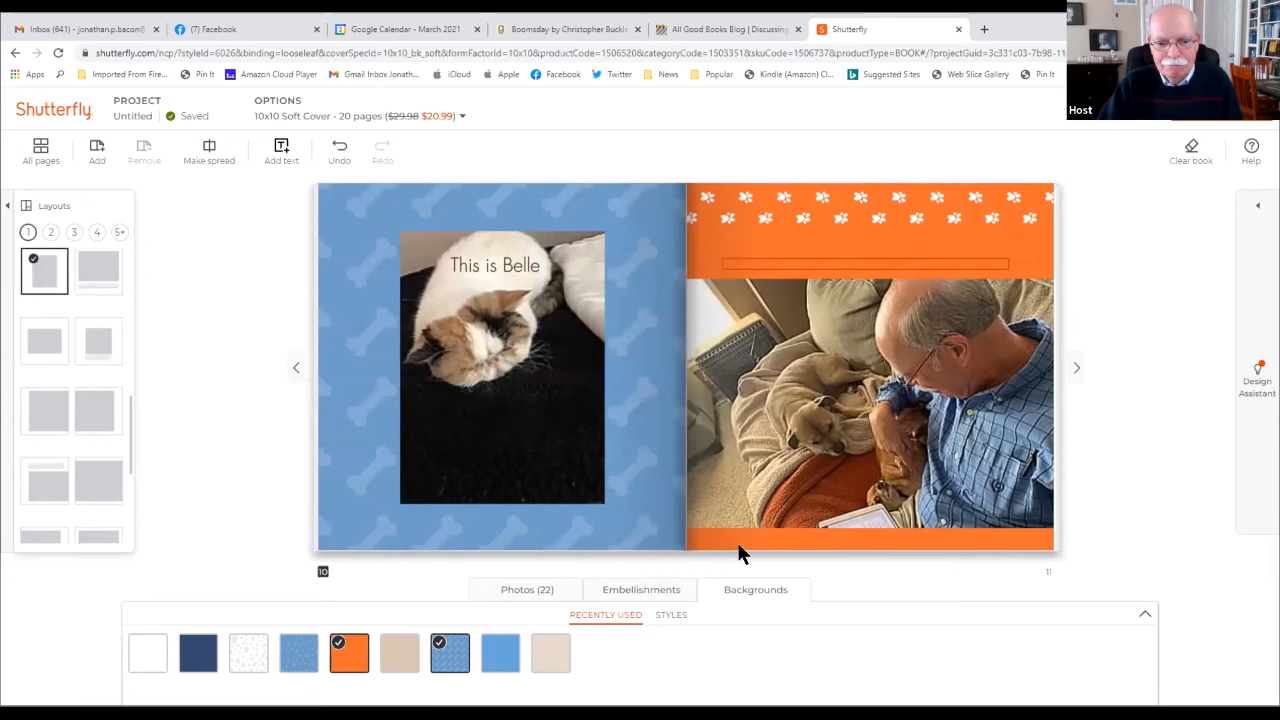 Inbox (641) - jonathan.p.spencer@
(7) Facebook
Google Calendar - March 2021
Boomsday by Christopher Buckle
All Good Books Blog | Discussing
Shutterfly
shutterfly.com/ncp/?styleId=6026&binding=looseleaf&coverSpecId=10x10_bk_soft&formFactorId=10x10&productCode=1506520&categoryCode=1503351&skuCode=1506737&productType=BOOK#/?projectGuid=3c331c03-7b98-11
Apps
Imported From Fire...
Pin It
Amazon Cloud Player
Gmail Inbox Jonath...
iCloud
Apple
Facebook
Twitter
News
Popular
Kindle (Amazon) Cl...
Suggested Sites
Web Slice Gallery
Pin It
Host
Shutterfly
PROJECT
Untitled
Saved
OPTIONS
10x10 Soft Cover - 20 pages ($29.98 $20.99)
All pages
Add
Remove
Make spread
Add text
Undo
Redo
Clear book
Help
Layouts
1 2 3 4 5+
This is Belle
Design
Assistant
10
11
Photos (22)
Embellishments
Backgrounds
RECENTLY USED
STYLES